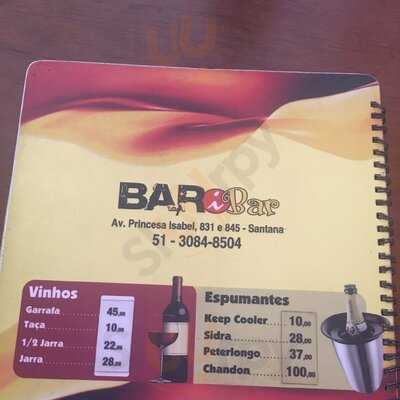 BAR i Bar
Av. Princesa Isabel, 831 e 845 - Santana
51 - 3084-8504
Vinhos
Garrafa 45,00
Taça 10,00
1/2 Jarra 22,00
Jarra 28,00
Espumantes
Keep Cooler 10,00
Sidra 28,00
Peterlongo 37,00
Chandon 100,00